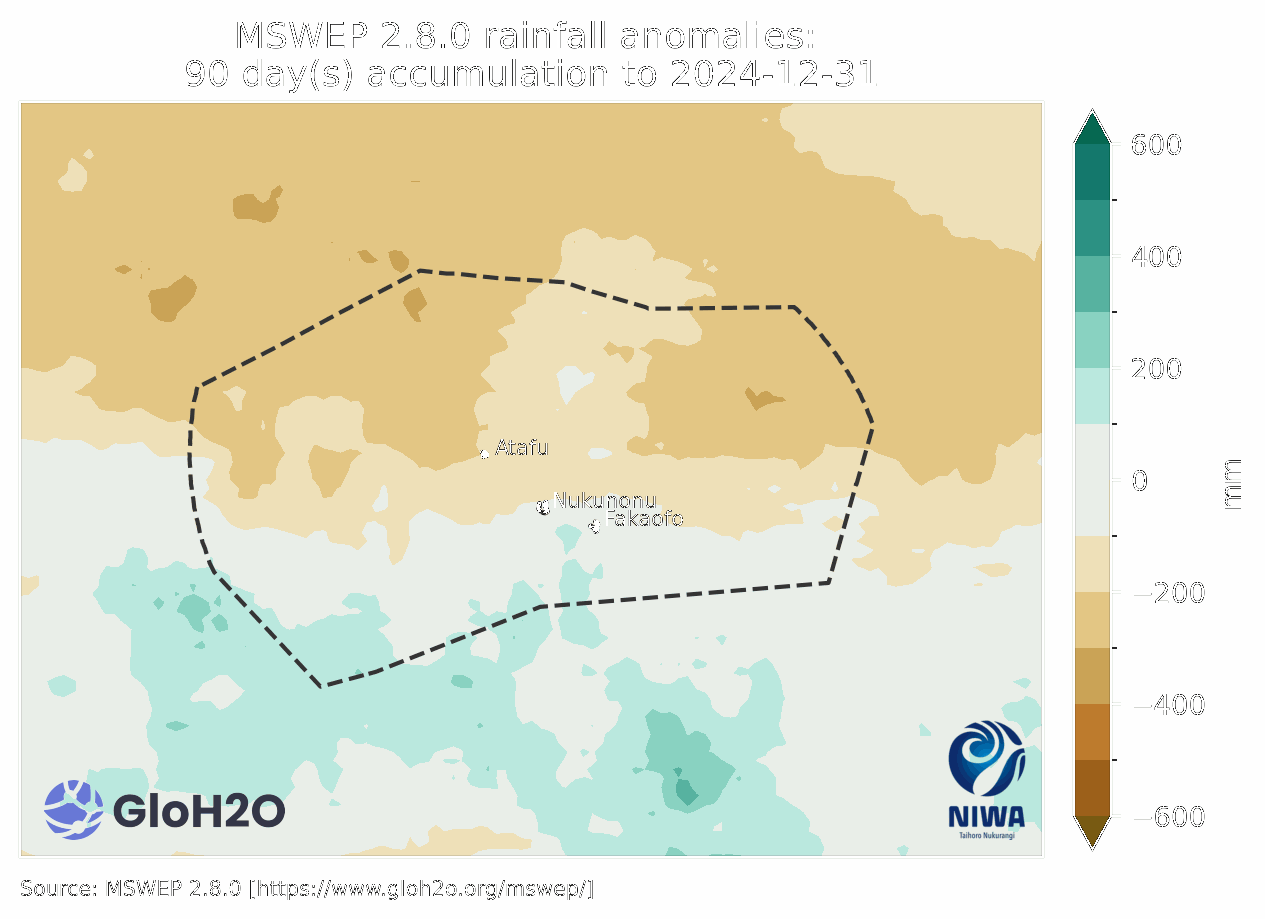 MSWEP 2.8.0 rainfall anomalies:
90 day(s) accumulation to 2024-12-31
600
400
200
0
−200
−400
−600
mm
Atafu
Nukunonu
Fakaofo
GloH2O
NIWA
Taihoro Nukurangi
Source: MSWEP 2.8.0 [https://www.gloh2o.org/mswep/]